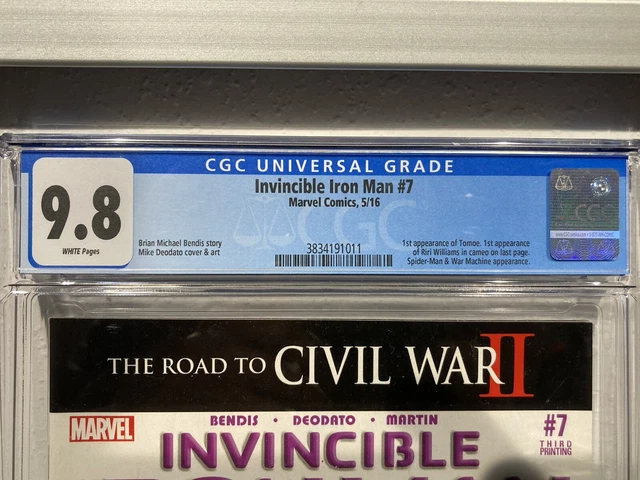 CGC UNIVERSAL GRADE
9.8
WHITE Pages
Invincible Iron Man #7
Marvel Comics, 5/16
Brian Michael Bendis story
Mike Deodato cover & art
3834191011
1st appearance of Tomoe. 1st appearance
of Riri Williams in cameo on last page.
Spider-Man & War Machine appearance.
CGC
CGC
THE ROAD TO CIVIL WAR II
MARVEL
BENDIS • DEODATO • MARTIN
#7
THIRD
PRINTING
INVINCIBLE